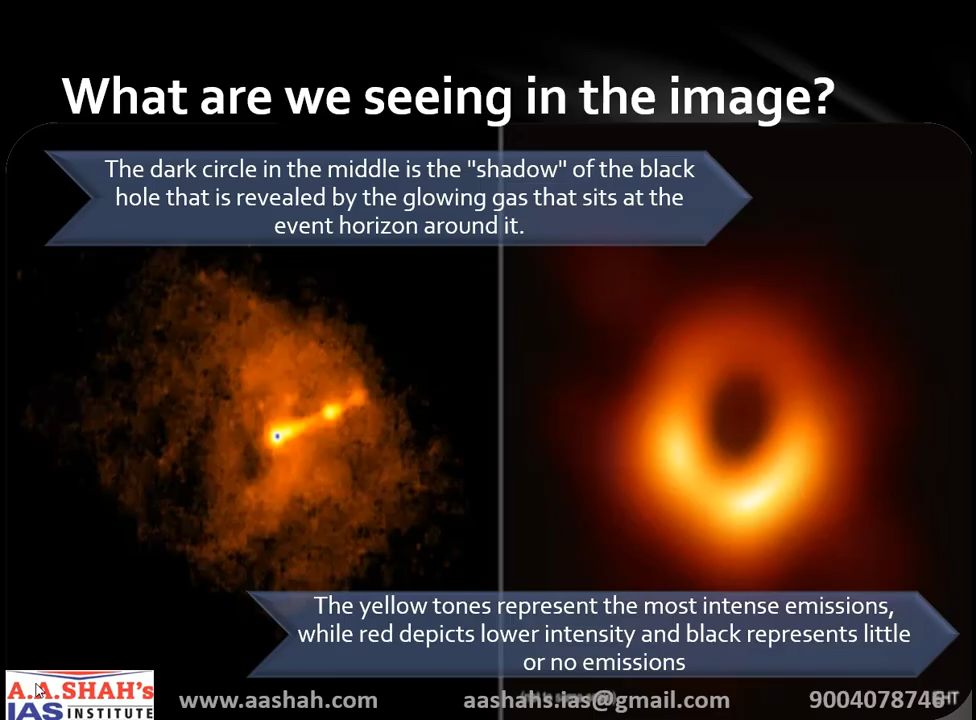 What are we seeing in the image?
The dark circle in the middle is the "shadow" of the black
hole that is revealed by the glowing gas that sits at the
event horizon around it.
The yellow tones represent the most intense emissions,
while red depicts lower intensity and black represents little
or no emissions
A.A.SHAH's
IAS INSTITUTE
www.aashah.com
aashahs.ias@gmail.com
9004078746
EHT